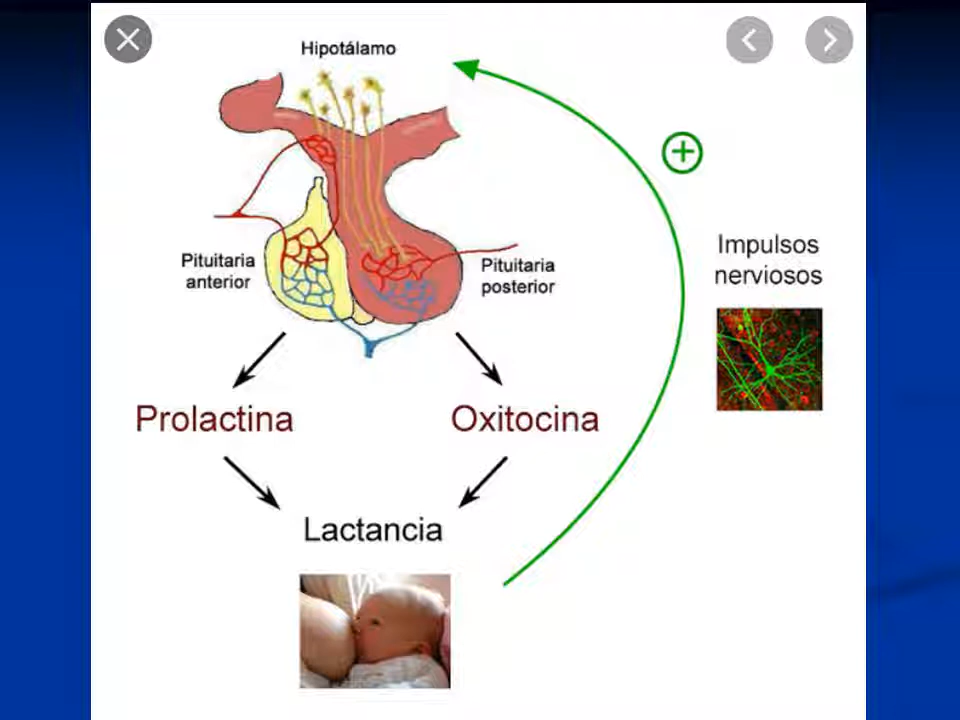 Hipotálamo
Pituitaria
anterior
Pituitaria
posterior
Impulsos
nerviosos
Prolactina
Oxitocina
Lactancia